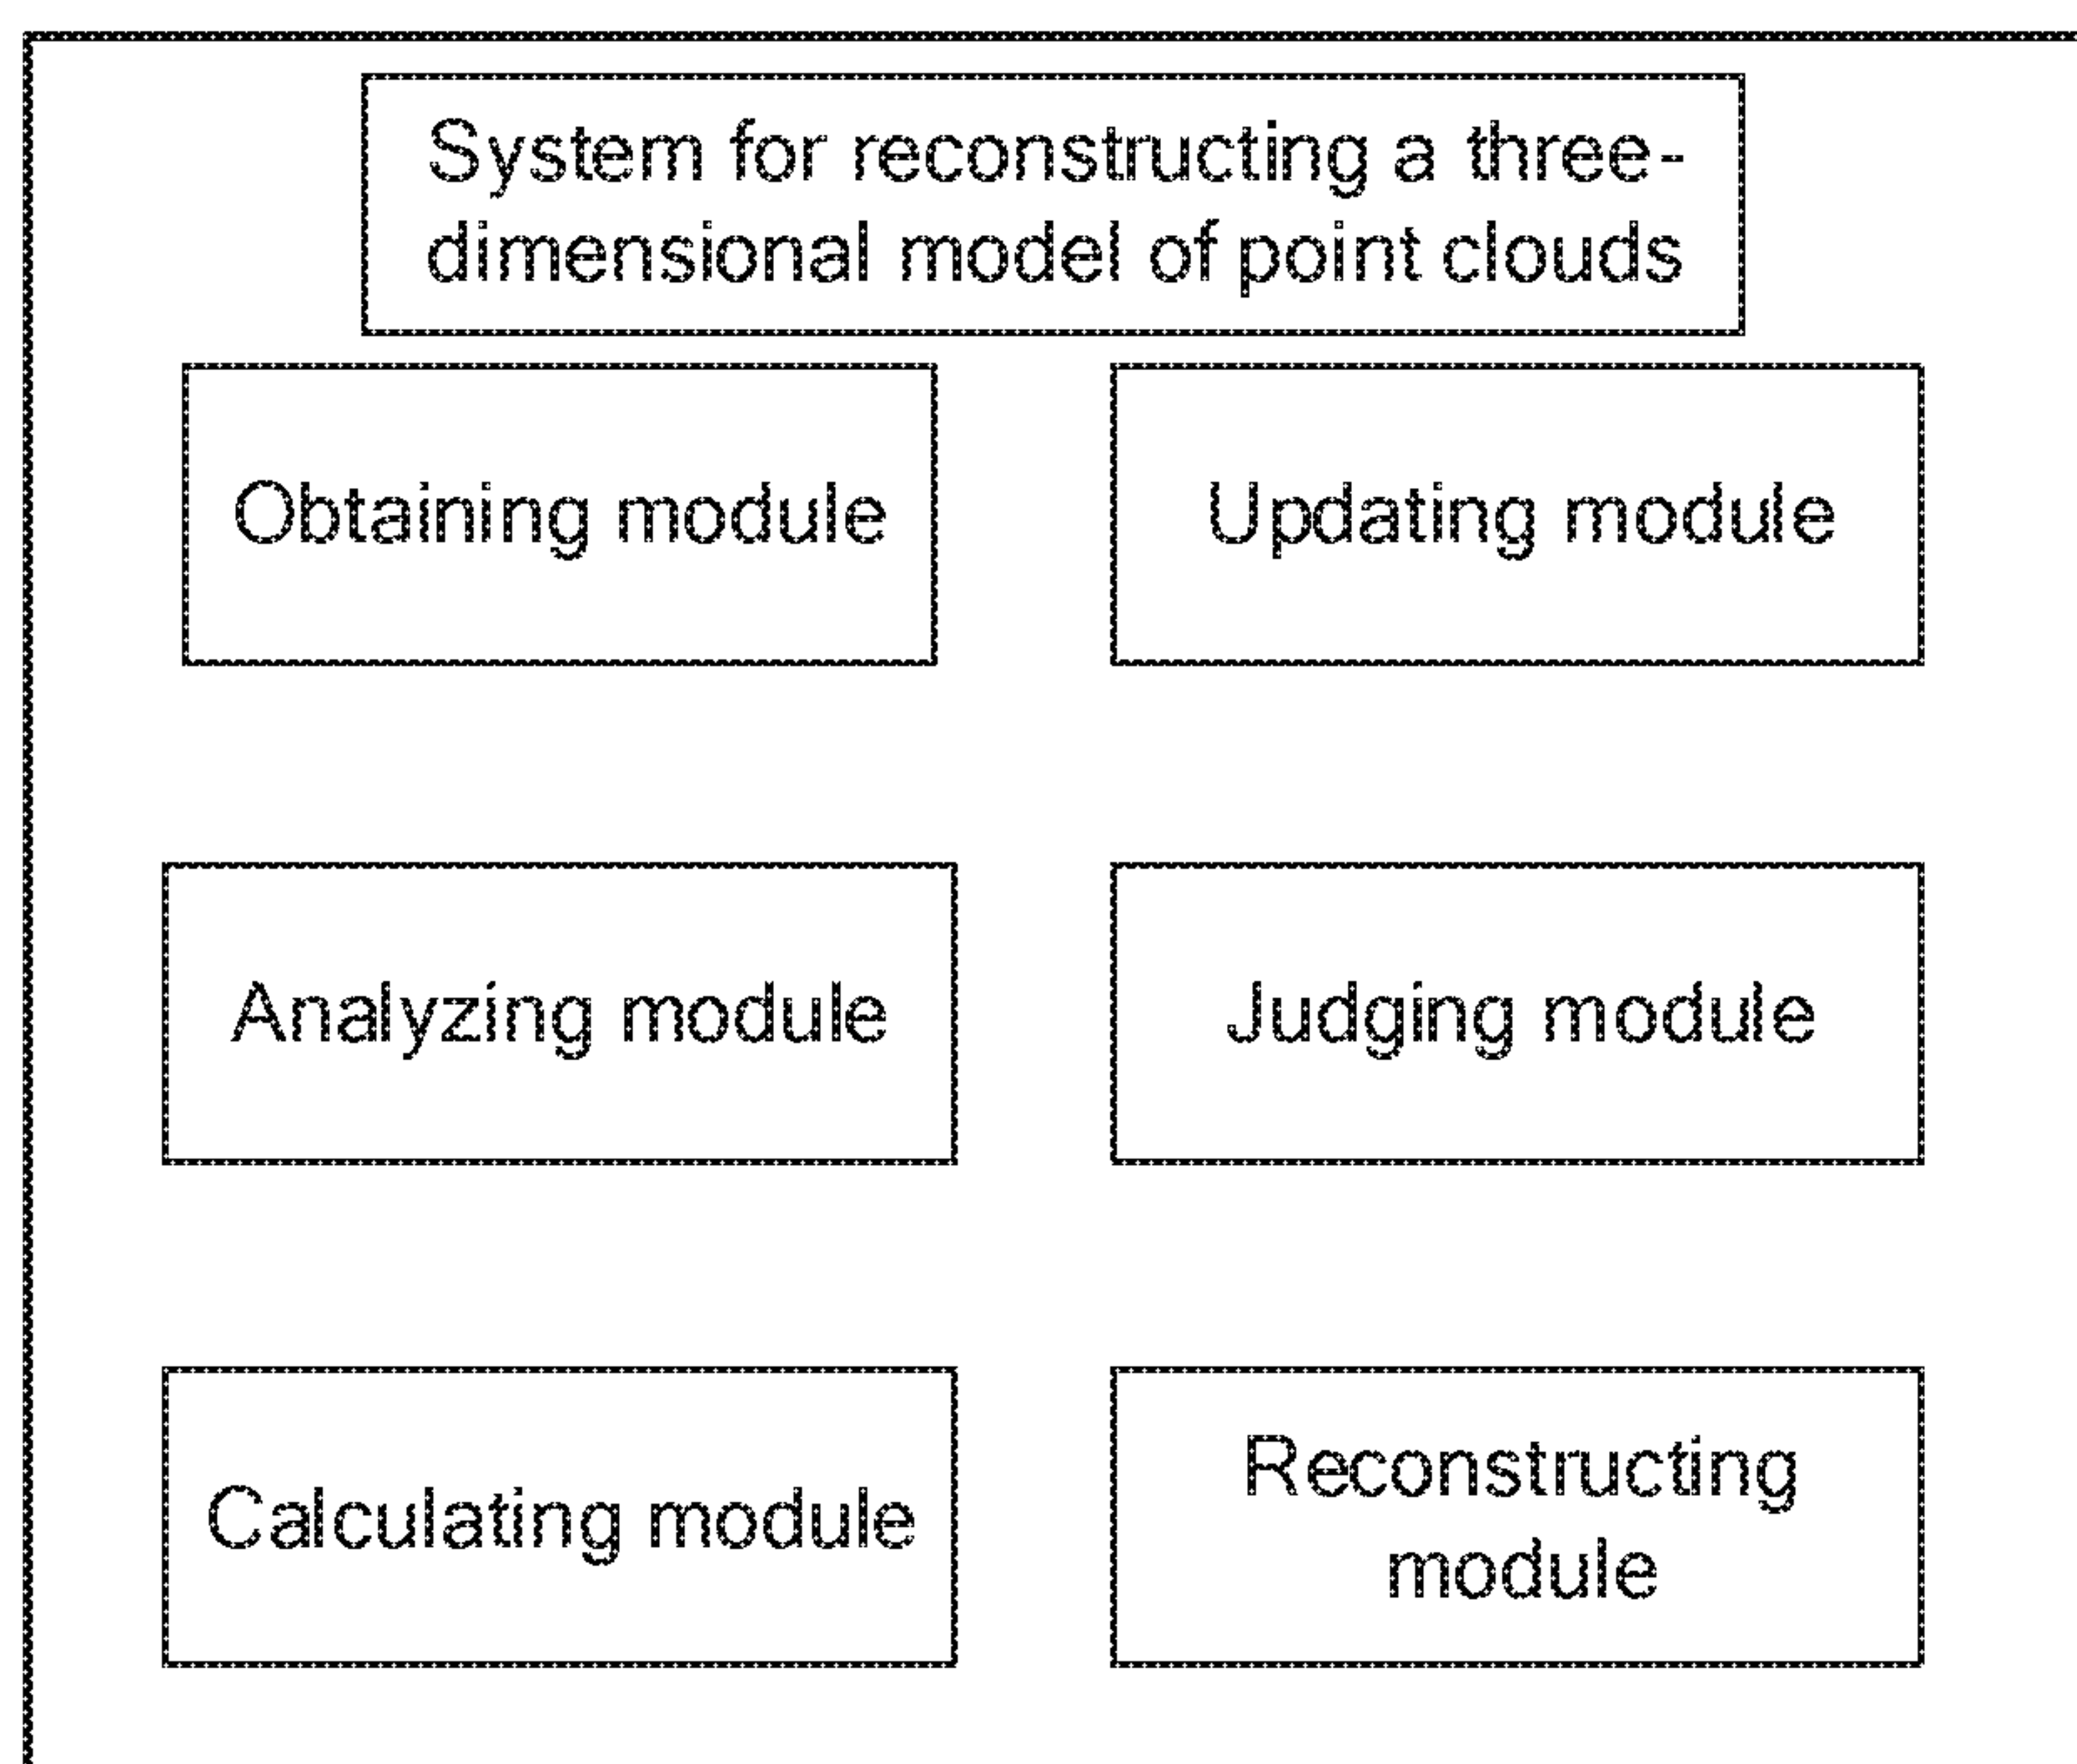 System for reconstructing a three-
dimensional model of point clouds
Obtaining module
Updating module
Analyzing module
Judging module
Calculating module
Reconstructing
module